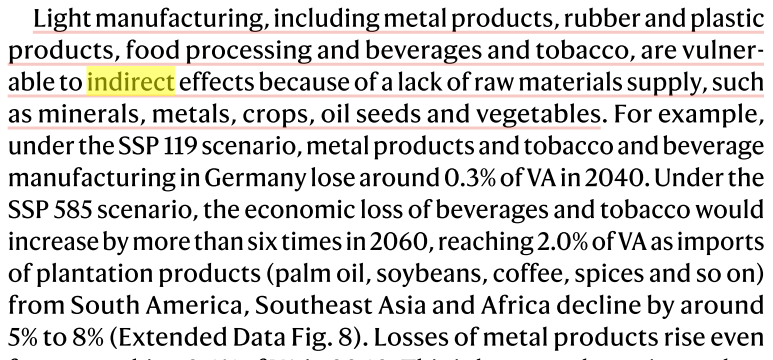 Light manufacturing, including metal products, rubber and plastic
products, food processing and beverages and tobacco, are vulner-
able to indirect effects because of a lack of raw materials supply, such
as minerals, metals, crops, oil seeds and vegetables. For example,
under the SSP 119 scenario, metal products and tobacco and beverage
manufacturing in Germany lose around 0.3% of VA in 2040. Under the
SSP 585 scenario, the economic loss of beverages and tobacco would
increase by more than six times in 2060, reaching 2.0% of VA as imports
of plantation products (palm oil, soybeans, coffee, spices and so on)
from South America, Southeast Asia and Africa decline by around
5% to 8% (Extended Data Fig. 8). Losses of metal products rise even